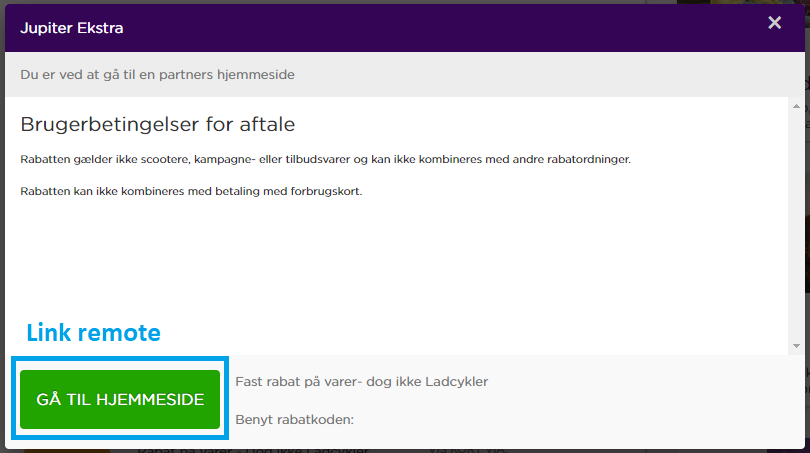 Jupiter Ekstra
×
Du er ved at gå til en partners hjemmeside
Brugerbetingelser for aftale
Rabatten gælder ikke scootere, kampagne- eller tilbudsvarer og kan ikke kombineres med andre rabatordninger.
Rabatten kan ikke kombineres med betaling med forbrugskort.
Link remote
GÅ TIL HJEMMESIDE
Fast rabat på varer- dog ikke Ladcykler
Benyt rabatkoden: